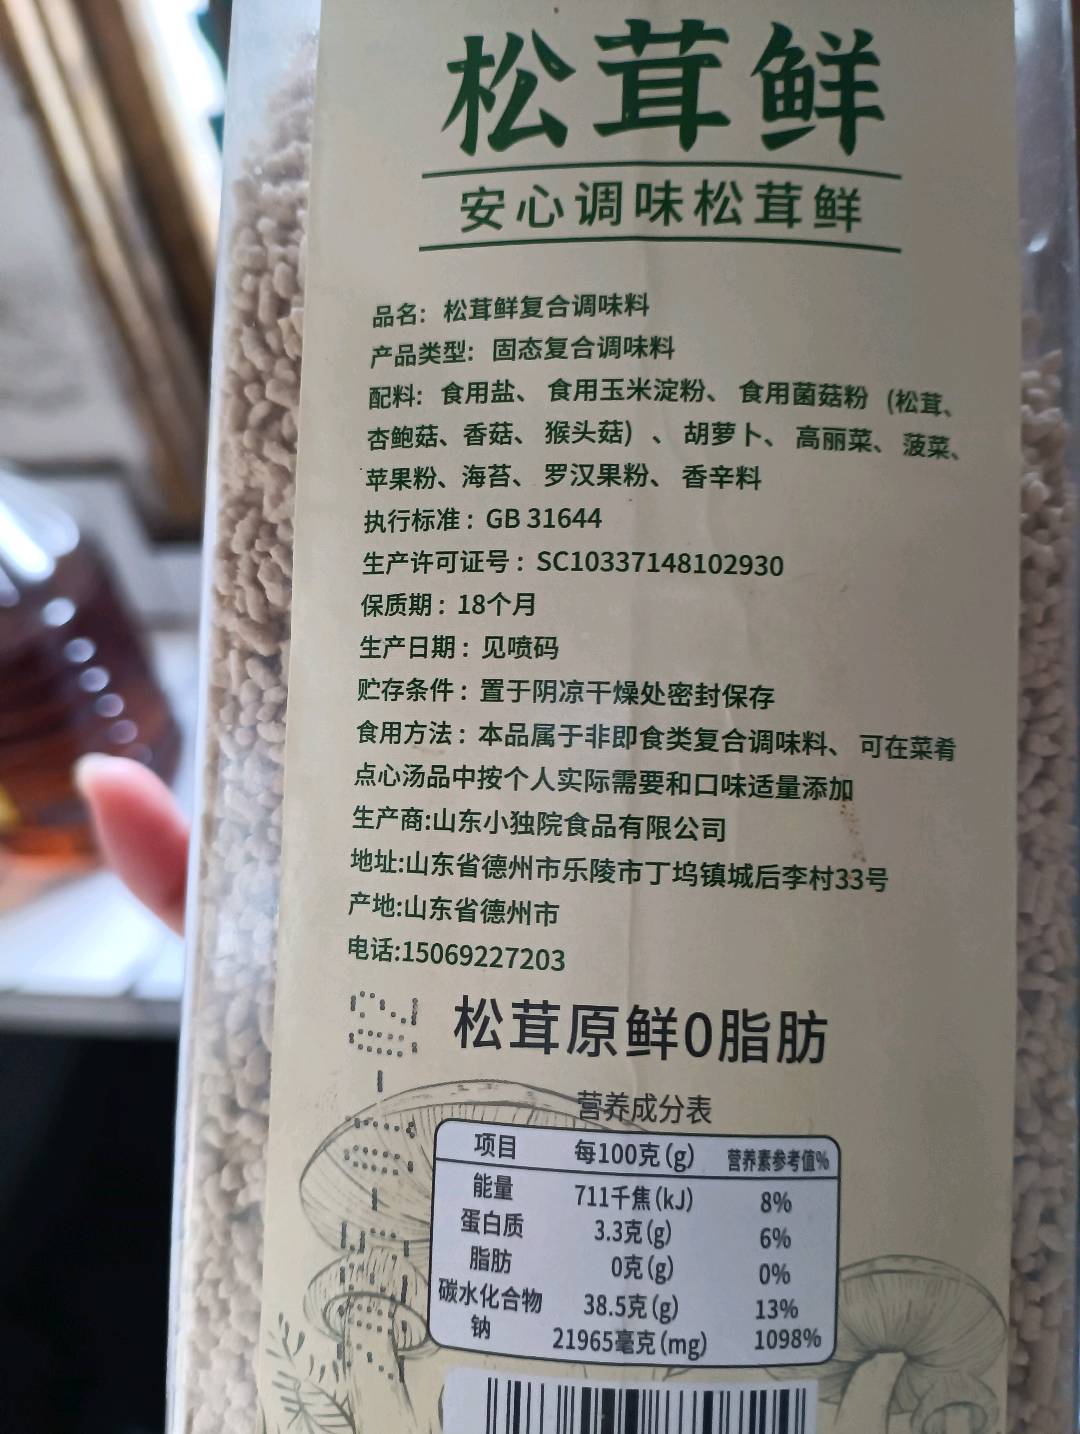 松茸鲜
安心调味松茸鲜
品名: 松茸鲜复合调味料
产品类型: 固态复合调味料
配料: 食用盐、食用玉米淀粉、食用菌菇粉 (松茸、
杏鲍菇、香菇、猴头菇) 、胡萝卜、高丽菜、菠菜、
苹果粉、海苔、罗汉果粉、香辛料
执行标准: GB 31644
生产许可证号: SC10337148102930
保质期: 18个月
生产日期: 见喷码
贮存条件: 置于阴凉干燥处密封保存
食用方法: 本品属于非即食类复合调味料、可在菜肴
点心汤品中按个人实际需要和口味适量添加
生产商:山东小独院食品有限公司
地址:山东省德州市乐陵市丁坞镇城后李村33号
产地:山东省德州市
电话:15069227203
松茸原鲜0脂肪
营养成分表
项目 每100克(g) 营养素参考值%
能量 711千焦(kJ) 8%
蛋白质 3.3克(g) 6%
脂肪 0克(g) 0%
碳水化合物 38.5克(g) 13%
钠 21965毫克(mg) 1098%